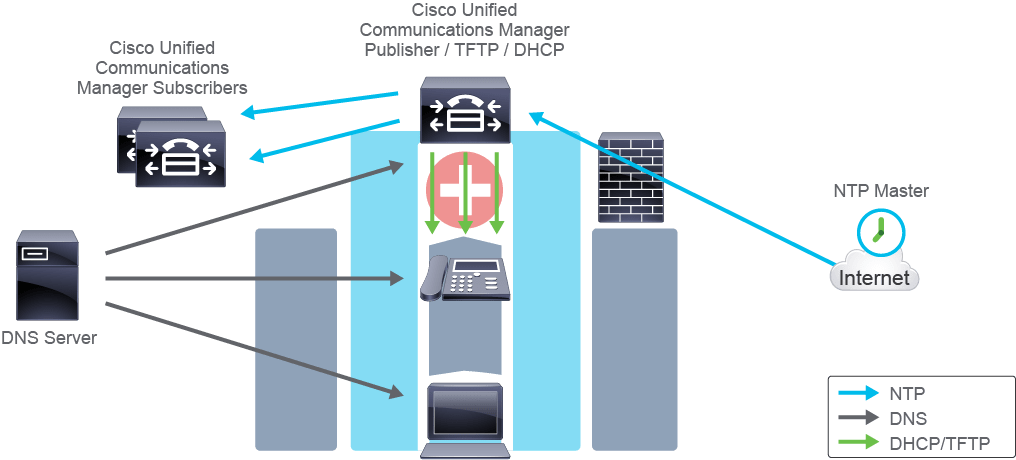 Cisco Unified
Communications Manager
Publisher / TFTP / DHCP
Cisco Unified
Communications
Manager Subscribers
NTP Master
Internet
DNS Server
NTP
DNS
DHCP/TFTP